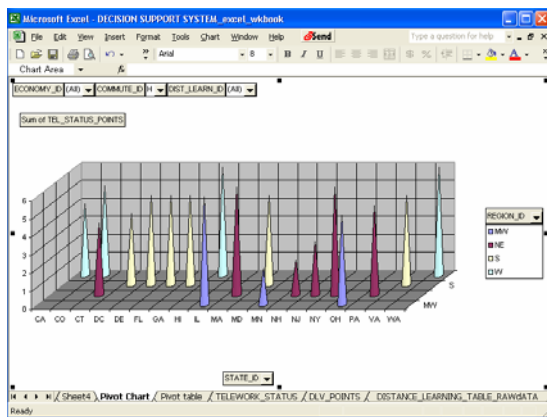 Microsoft Excel - DECISION SUPPORT SYSTEM_excel_wkbook
File Edit View Insert Format Tools Chart Window Help Send Type a question for help
Arial 8 B I U $ %
Chart Area fx
ECONOMY_ID (All) COMMUTE_ID H DIST_LEARN_ID (All)
Sum of TEL_STATUS_POINTS
6
5
4
3
2
1
0
CA CO CT DC DE FL GA HI IL MA MD MN NH NJ NY OH PA VA WA
S
MW
REGION_ID
MW
NE
S
W
STATE_ID
Sheet4 Pivot Chart Pivot table TELEWORK_STATUS DLV_POINTS DISTANCE_LEARNING_TABLE_RAWdATA
Ready